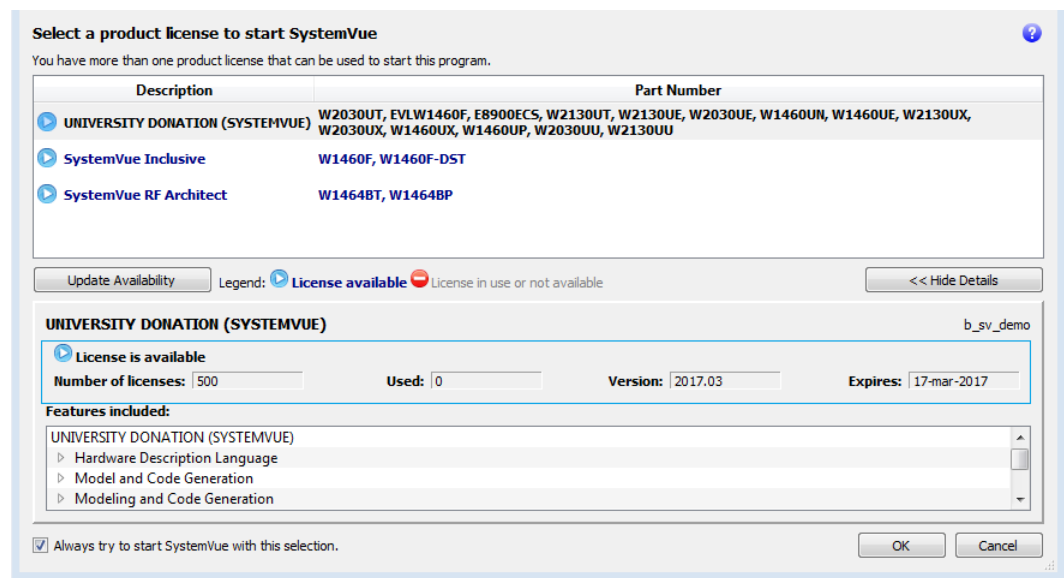 Select a product license to start SystemVue
You have more than one product license that can be used to start this program.
Description Part Number
UNIVERSITY DONATION (SYSTEMVUE) W2030UT, EVLW1460F, E8900ECS, W2130UT, W2130UE, W2030UE, W1460UN, W1460UE, W2130UX,
W2030UX, W1460UX, W1460UP, W2030UU, W2130UU
SystemVue Inclusive W1460F, W1460F-DST
SystemVue RF Architect W1464BT, W1464BP
Update Availability Legend: License available License in use or not available << Hide Details
UNIVERSITY DONATION (SYSTEMVUE) b_sv_demo
License is available
Number of licenses: 500 Used: 0 Version: 2017.03 Expires: 17-mar-2017
Features included:
UNIVERSITY DONATION (SYSTEMVUE)
Hardware Description Language
Model and Code Generation
Modeling and Code Generation
Always try to start SystemVue with this selection. OK Cancel